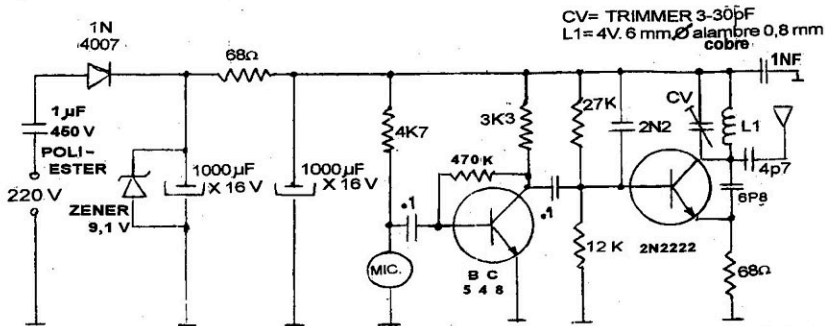 CV= TRIMMER 3-30pF
L1= 4V. 6 mm,Ø alambre 0,8 mm
cobre
1N
4007
68Ω
1NF
1µF
450 V
POLI-
ESTER
220 V
ZENER
9,1 V
1000µF
X 16 V
1000µF
X 16 V
4K7
MIC.
.1
470 K
3K3
B C
5 4 8
.1
27K
12 K
2N2
2N2222
CV
L1
4p7
6P8
68Ω